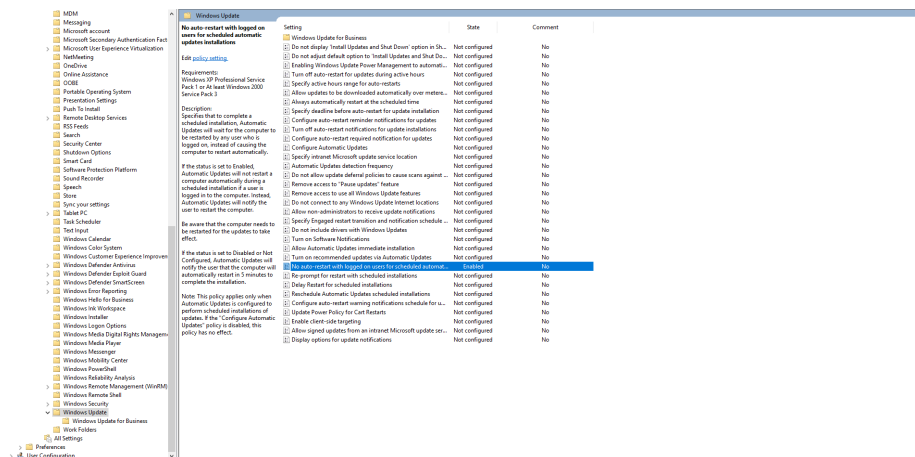 MDM
Messaging
Microsoft account
Microsoft Secondary Authentication Fact
Microsoft User Experience Virtualization
NetMeeting
OneDrive
Online Assistance
OOBE
Portable Operating System
Presentation Settings
Push To Install
Remote Desktop Services
RSS Feeds
Search
Security Center
Shutdown Options
Smart Card
Software Protection Platform
Sound Recorder
Speech
Store
Sync your settings
Tablet PC
Task Scheduler
Text Input
Windows Calendar
Windows Color System
Windows Customer Experience Improven
Windows Defender Antivirus
Windows Defender Exploit Guard
Windows Defender SmartScreen
Windows Error Reporting
Windows Hello for Business
Windows Ink Workspace
Windows Installer
Windows Logon Options
Windows Media Digital Rights Managem
Windows Media Player
Windows Messenger
Windows Mobility Center
Windows PowerShell
Windows Reliability Analysis
Windows Remote Management (WinRM)
Windows Remote Shell
Windows Security
Windows Update
Windows Update for Business
Work Folders
All Settings
Preferences
User Configuration
Windows Update
No auto-restart with logged on
users for scheduled automatic
updates installations
Edit policy setting.
Requirements:
Windows XP Professional Service
Pack 1 or At least Windows 2000
Service Pack 3
Description:
Specifies that to complete a
scheduled installation, Automatic
Updates will wait for the computer to
be restarted by any user who is
logged on, instead of causing the
computer to restart automatically.
If the status is set to Enabled,
Automatic Updates will not restart a
computer automatically during a
scheduled installation if a user is
logged in to the computer. Instead,
Automatic Updates will notify the
user to restart the computer.
Be aware that the computer needs to
be restarted for the updates to take
effect.
If the status is set to Disabled or Not
Configured, Automatic Updates will
notify the user that the computer will
automatically restart in 5 minutes to
complete the installation.
Note: This policy applies only when
Automatic Updates is configured to
perform scheduled installations of
updates. If the "Configure Automatic
Updates" policy is disabled, this
policy has no effect.
Setting State Comment
Windows Update for Business
Do not display 'Install Updates and Shut Down' option in Sh... Not configured No
Do not adjust default option to 'Install Updates and Shut Do... Not configured No
Enabling Windows Update Power Management to automati... Not configured No
Turn off auto-restart for updates during active hours Not configured No
Specify active hours range for auto-restarts Not configured No
Allow updates to be downloaded automatically over metere... Not configured No
Always automatically restart at the scheduled time Not configured No
Specify deadline before auto-restart for update installation Not configured No
Configure auto-restart reminder notifications for updates Not configured No
Turn off auto-restart notifications for update installations Not configured No
Configure auto-restart required notification for updates Not configured No
Configure Automatic Updates Not configured No
Specify intranet Microsoft update service location Not configured No
Automatic Updates detection frequency Not configured No
Do not allow update deferral policies to cause scans against ... Not configured No
Remove access to "Pause updates" feature Not configured No
Remove access to use all Windows Update features Not configured No
Do not connect to any Windows Update Internet locations Not configured No
Allow non-administrators to receive update notifications Not configured No
Specify Engaged restart transition and notification schedule ... Not configured No
Do not include drivers with Windows Updates Not configured No
Turn on Software Notifications Not configured No
Allow Automatic Updates immediate installation Not configured No
Turn on recommended updates via Automatic Updates Not configured No
No auto-restart with logged on users for scheduled automat... Enabled No
Re-prompt for restart with scheduled installations Not configured No
Delay Restart for scheduled installations Not configured No
Reschedule Automatic Updates scheduled installations Not configured No
Configure auto-restart warning notifications schedule for u... Not configured No
Update Power Policy for Cart Restarts Not configured No
Enable client-side targeting Not configured No
Allow signed updates from an intranet Microsoft update ser... Not configured No
Display options for update notifications Not configured No